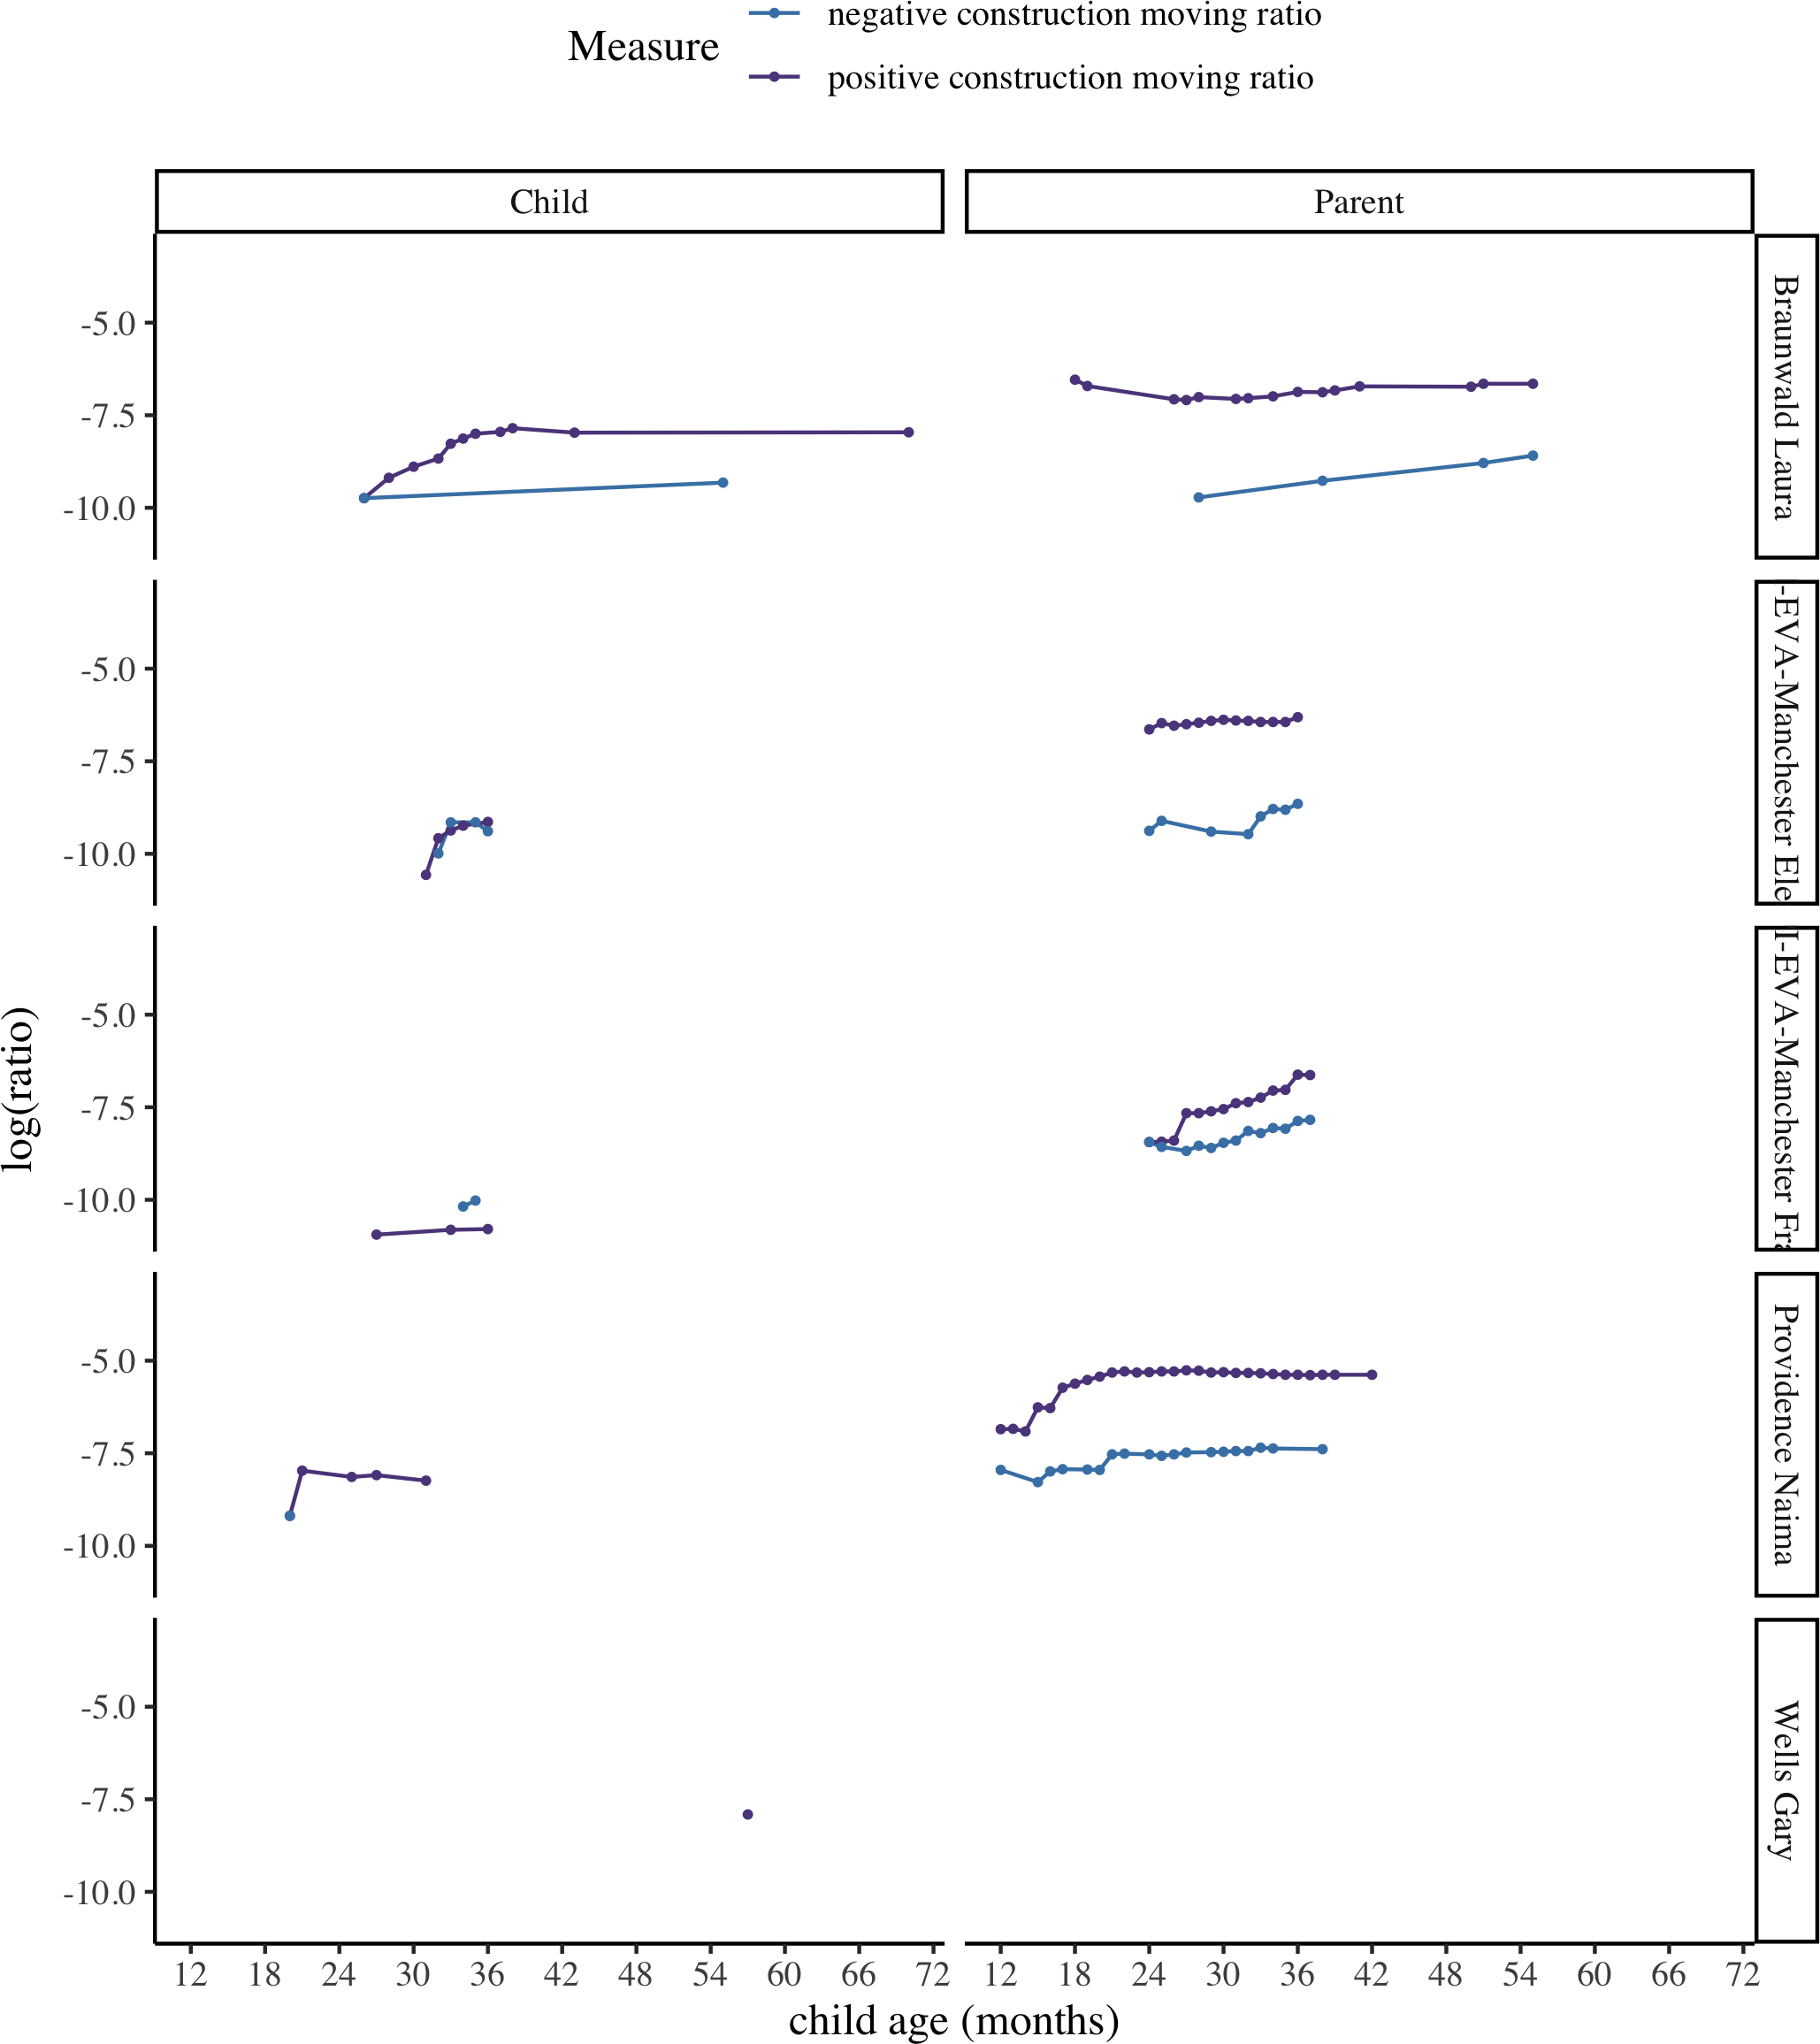 Measure
negative construction moving ratio
positive construction moving ratio
Child
Parent
-5.0
-7.5
-10.0
Braunwald Laura
-5.0
-7.5
-10.0
-EVA-Manchester Ele
-5.0
-7.5
-10.0
I-EVA-Manchester Fra
-5.0
-7.5
-10.0
Providence Naima
-5.0
-7.5
-10.0
Wells Gary
log(ratio)
12 18 24 30 36 42 48 54 60 66 72
12 18 24 30 36 42 48 54 60 66 72
child age (months)